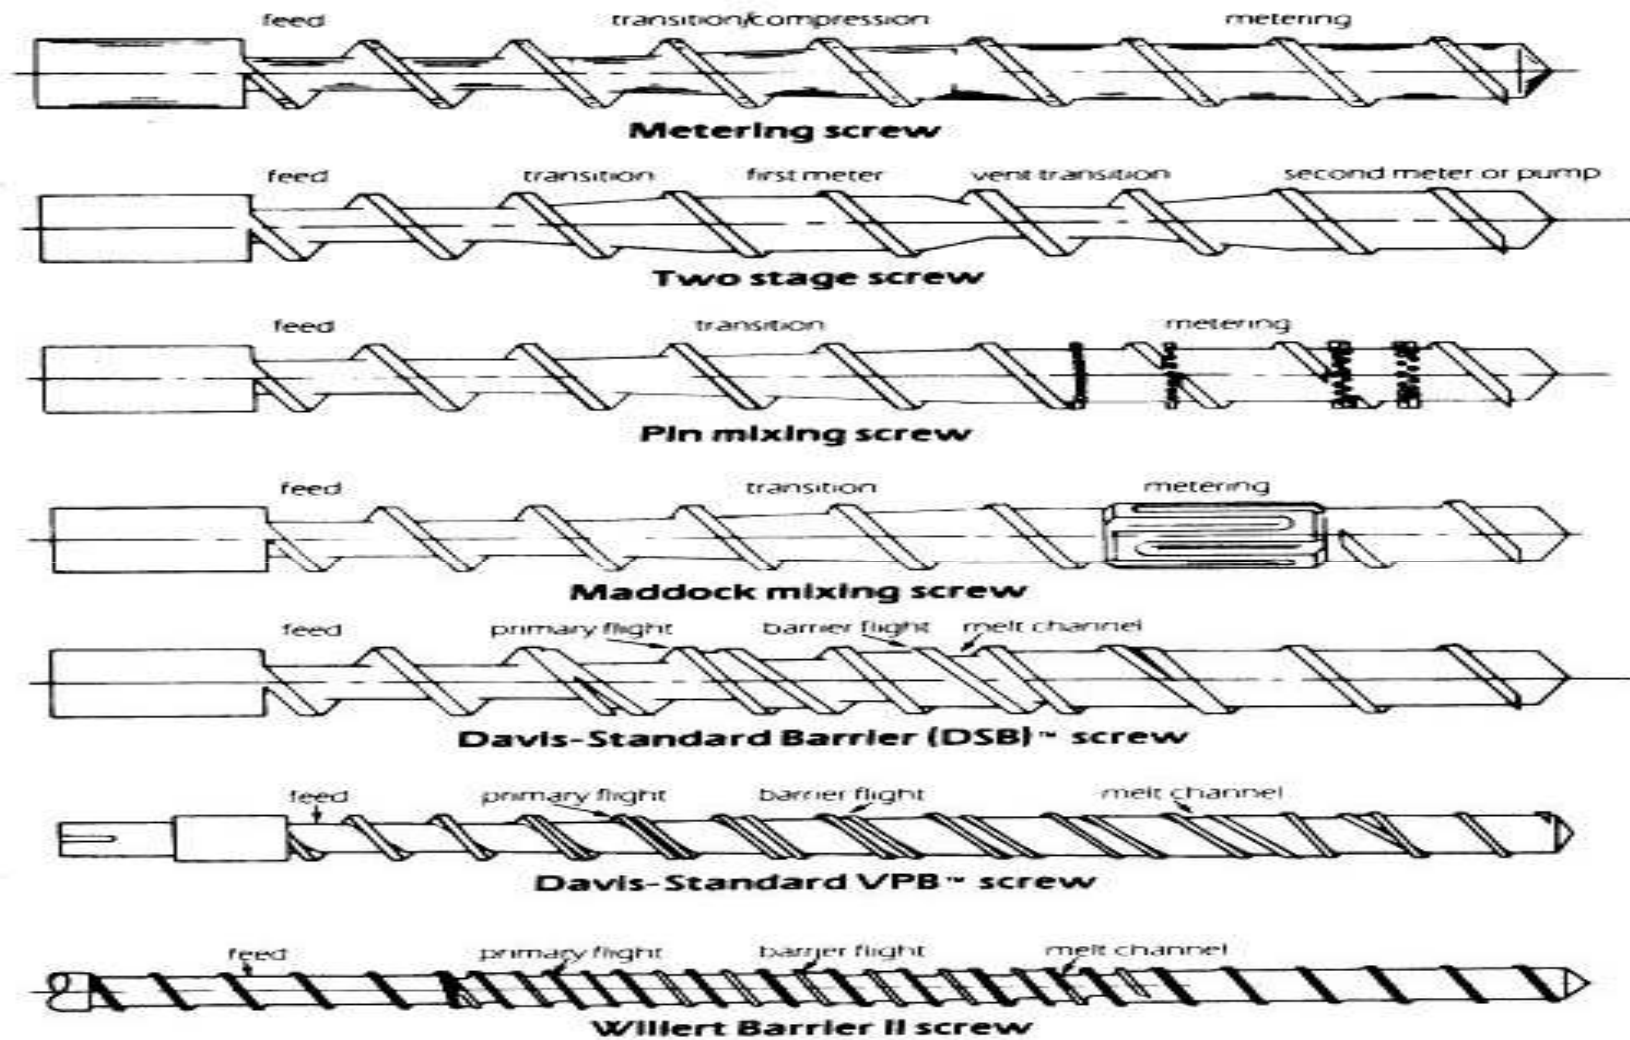 feed transition/compression metering
Metering screw
feed transition first meter vent transition second meter or pump
Two stage screw
feed transition metering
Pin mixing screw
feed transition metering
Maddock mixing screw
feed primary flight barrier flight melt channel
Davis-Standard Barrier (DSB)™ screw
feed primary flight barrier flight melt channel
Davis-Standard VPB™ screw
feed primary flight barrier flight melt channel
Willert Barrier II screw